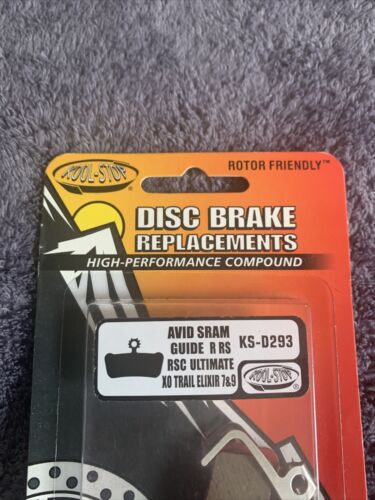 KOOL-STOP®
ROTOR FRIENDLY™
DISC BRAKE
REPLACEMENTS
HIGH-PERFORMANCE COMPOUND
AVID SRAM
GUIDE R RS
RSC ULTIMATE
XO TRAIL ELIXIR 7&9
KS-D293
KOOL-STOP